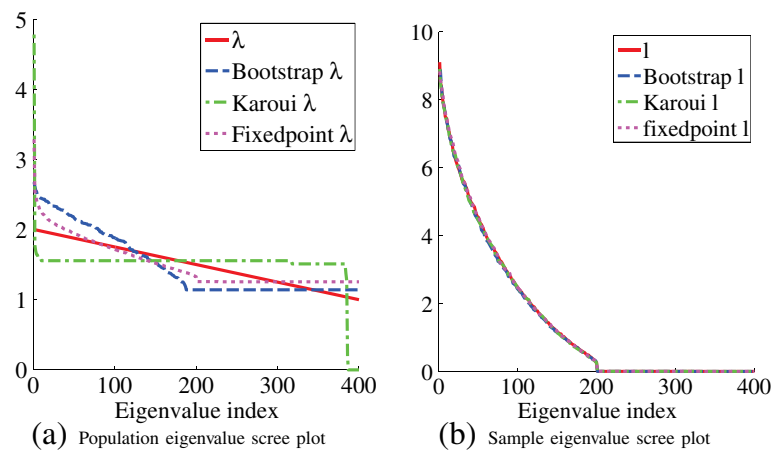 5
4
3
2
1
0
0 100 200 300 400
Eigenvalue index
λ
Bootstrap λ
Karoui λ
Fixedpoint λ
(a) Population eigenvalue scree plot
10
8
6
4
2
0
0 100 200 300 400
Eigenvalue index
l
Bootstrap l
Karoui l
fixedpoint l
(b) Sample eigenvalue scree plot